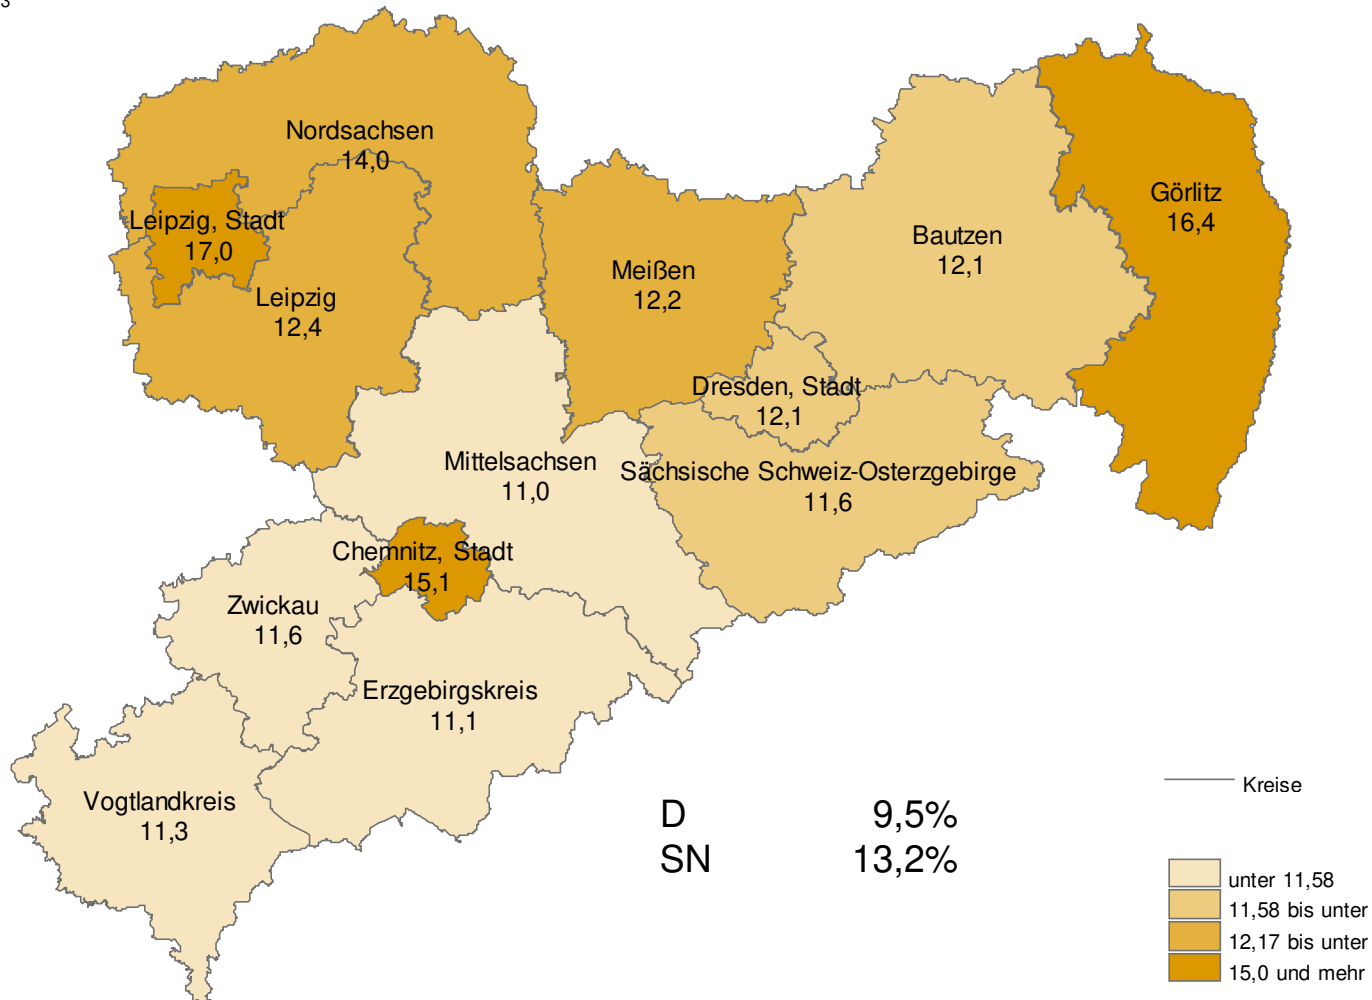 3
Nordsachsen
14,0
Leipzig, Stadt
17,0
Leipzig
12,4
Meißen
12,2
Bautzen
12,1
Görlitz
16,4
Dresden, Stadt
12,1
Mittelsachsen
11,0
Sächsische Schweiz-Osterzgebirge
11,6
Chemnitz, Stadt
15,1
Zwickau
11,6
Erzgebirgskreis
11,1
Vogtlandkreis
11,3
D 9,5%
SN 13,2%
Kreise
unter 11,58
11,58 bis unter
12,17 bis unter
15,0 und mehr